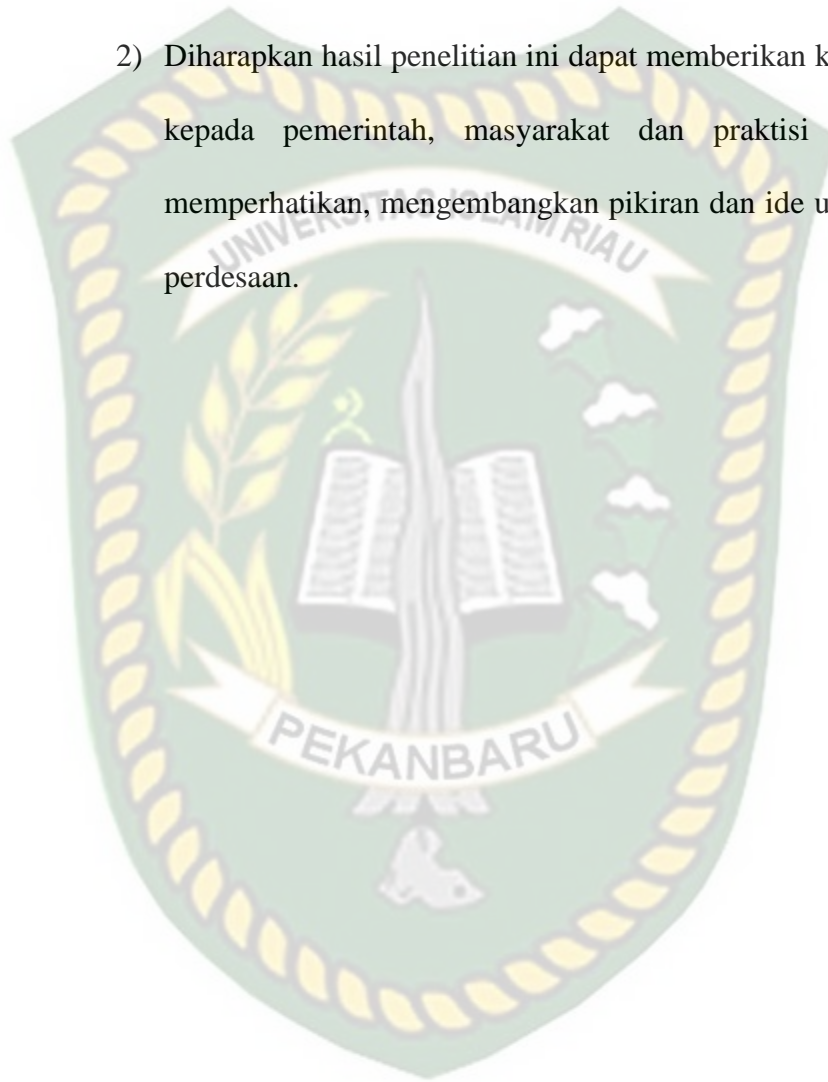 2) Diharapkan hasil penelitian ini dapat memberikan k
kepada pemerintah, masyarakat dan praktisi
memperhatikan, mengembangkan pikiran dan ide u
perdesaan.
UNIVERSITAS ISLAM RIAU
PEKANBARU